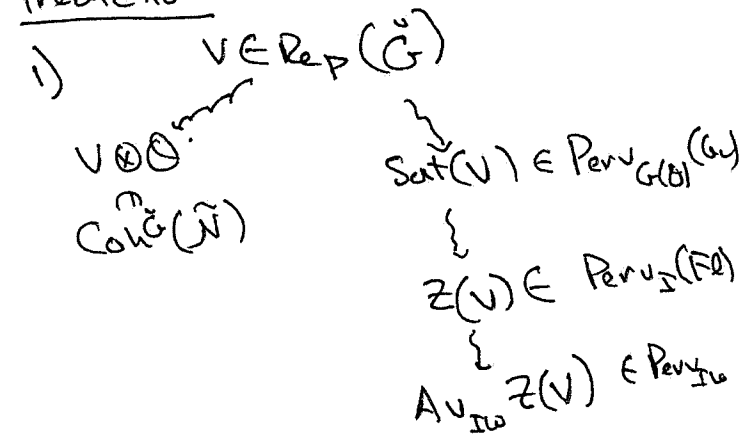 1) V ∈ Rep(Ǧ)
V⊗O
Sat(V) ∈ Perv_{G(O)}(Gr)
∩
Coh^Ǧ(Ñ)
Z(V) ∈ Perv_I(Fl)
Av_{IW} Z(V) ∈ Perv_{IW}